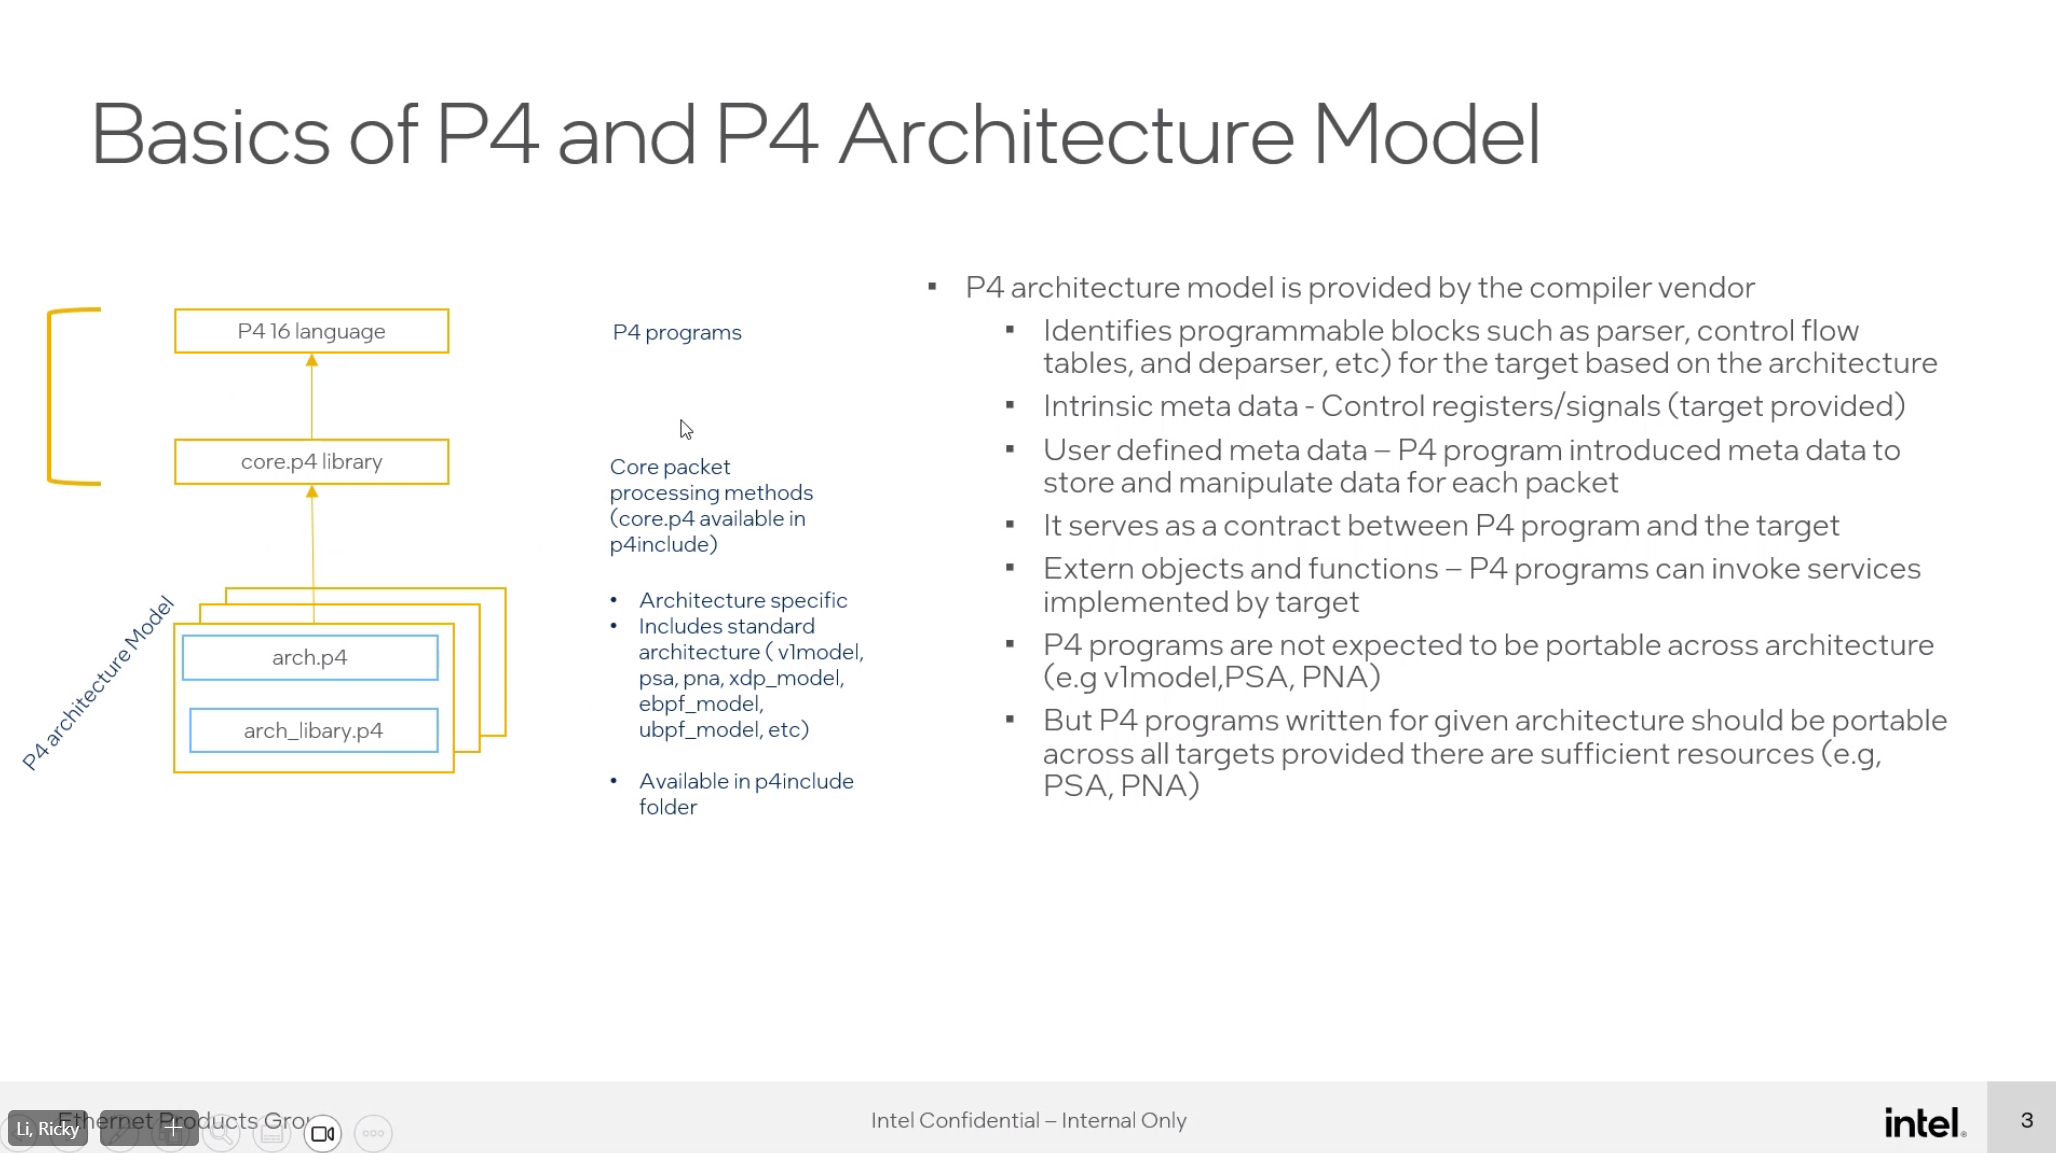 Basics of P4 and P4 Architecture Model
P4 16 language
core.p4 library
P4 architecture Model
arch.p4
arch_libary.p4
P4 programs
Core packet
processing methods
(core.p4 available in
p4include)
• Architecture specific
• Includes standard
architecture ( v1model,
psa, pna, xdp_model,
ebpf_model,
ubpf_model, etc)
• Available in p4include
folder
▪ P4 architecture model is provided by the compiler vendor
▪ Identifies programmable blocks such as parser, control flow
tables, and deparser, etc) for the target based on the architecture
▪ Intrinsic meta data - Control registers/signals (target provided)
▪ User defined meta data – P4 program introduced meta data to
store and manipulate data for each packet
▪ It serves as a contract between P4 program and the target
▪ Extern objects and functions – P4 programs can invoke services
implemented by target
▪ P4 programs are not expected to be portable across architecture
(e.g v1model,PSA, PNA)
▪ But P4 programs written for given architecture should be portable
across all targets provided there are sufficient resources (e.g,
PSA, PNA)
Ethernet Products Grou
Li, Ricky
Intel Confidential – Internal Only
intel.
3